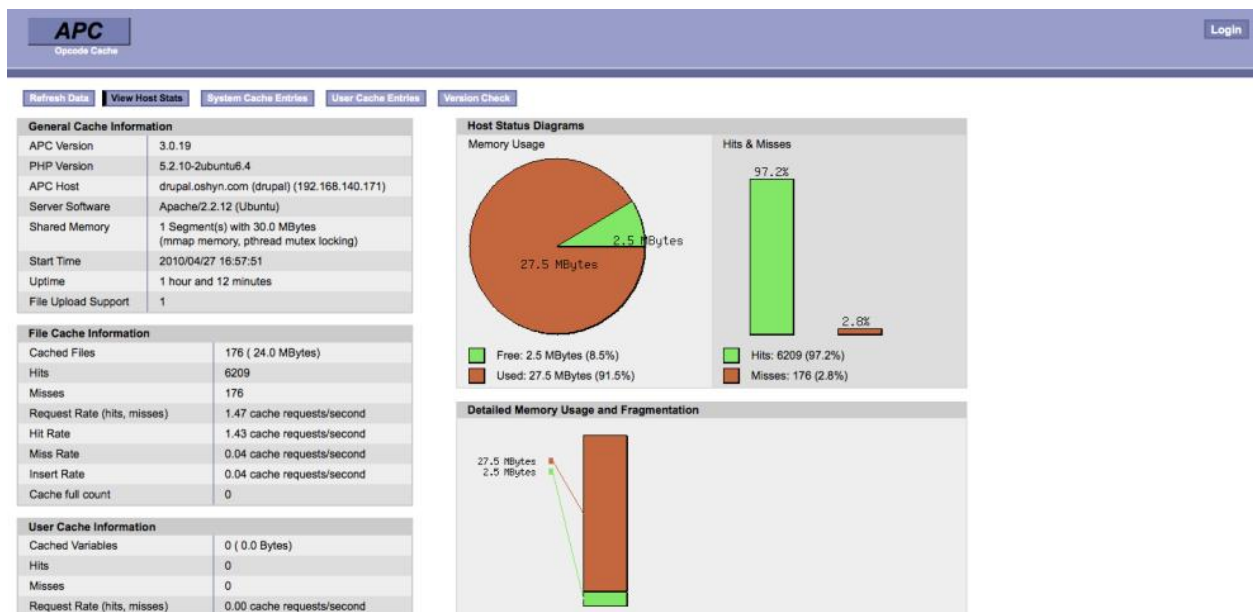 APC
Opcode Cache
Login
Refresh Data
View Host Stats
System Cache Entries
User Cache Entries
Version Check
General Cache Information
APC Version 3.0.19
PHP Version 5.2.10-2ubuntu6.4
APC Host drupal.oshyn.com (drupal) (192.168.140.171)
Server Software Apache/2.2.12 (Ubuntu)
Shared Memory 1 Segment(s) with 30.0 MBytes
(mmap memory, pthread mutex locking)
Start Time 2010/04/27 16:57:51
Uptime 1 hour and 12 minutes
File Upload Support 1
File Cache Information
Cached Files 176 ( 24.0 MBytes)
Hits 6209
Misses 176
Request Rate (hits, misses) 1.47 cache requests/second
Hit Rate 1.43 cache requests/second
Miss Rate 0.04 cache requests/second
Insert Rate 0.04 cache requests/second
Cache full count 0
User Cache Information
Cached Variables 0 ( 0.0 Bytes)
Hits 0
Misses 0
Request Rate (hits, misses) 0.00 cache requests/second
Host Status Diagrams
Memory Usage
2.5 MBytes
27.5 MBytes
Free: 2.5 MBytes (8.5%)
Used: 27.5 MBytes (91.5%)
Hits & Misses
97.2%
2.8%
Hits: 6209 (97.2%)
Misses: 176 (2.8%)
Detailed Memory Usage and Fragmentation
27.5 MBytes
2.5 MBytes